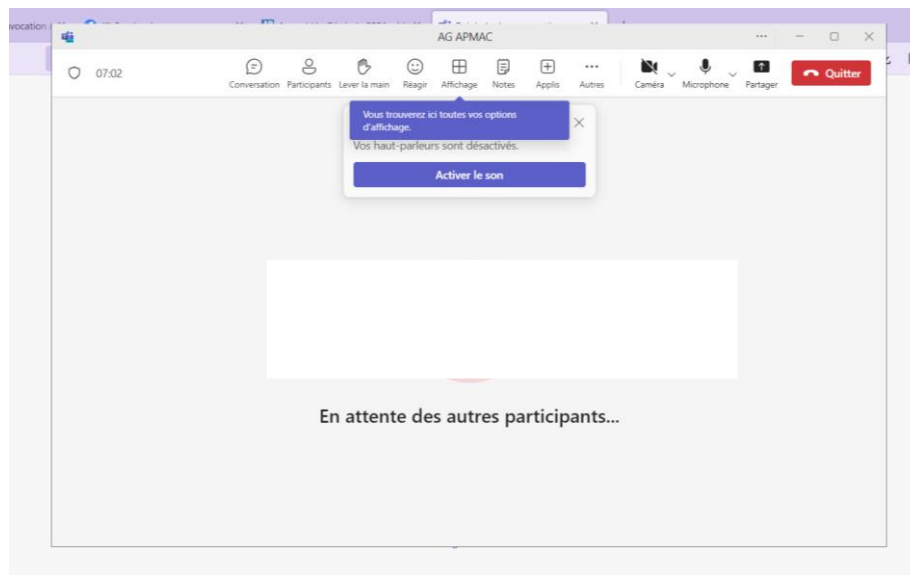 vocation
AG APMAC
07:02
Conversation Participants Lever la main Réagir Affichage Notes Applis Autres Caméra Microphone Partager Quitter
Vous trouverez ici toutes vos options
d'affichage.
Vos haut-parleurs sont désactivés.
Activer le son
En attente des autres participants...